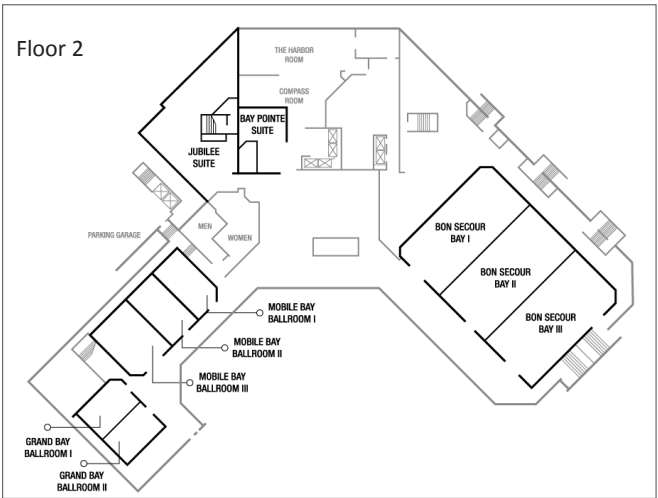 Floor 2
THE HARBOR
ROOM
COMPASS
ROOM
BAY POINTE
SUITE
JUBILEE
SUITE
MEN
WOMEN
PARKING GARAGE
BON SECOUR
BAY I
BON SECOUR
BAY II
BON SECOUR
BAY III
MOBILE BAY
BALLROOM I
MOBILE BAY
BALLROOM II
MOBILE BAY
BALLROOM III
GRAND BAY
BALLROOM I
GRAND BAY
BALLROOM II